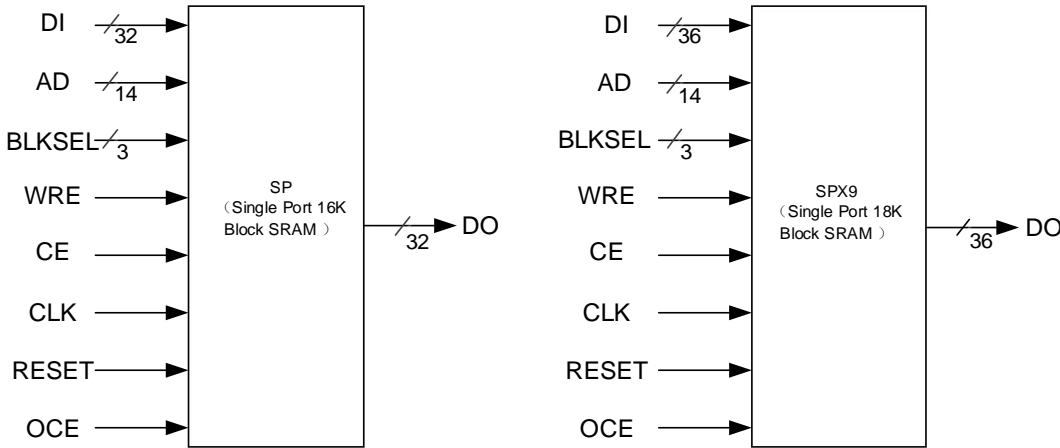 DI
32
AD
14
BLKSEL
3
WRE
CE
CLK
RESET
OCE
SP
（Single Port 16K
Block SRAM ）
32
DO
DI
36
AD
14
BLKSEL
3
WRE
CE
CLK
RESET
OCE
SPX9
（Single Port 18K
Block SRAM ）
36
DO